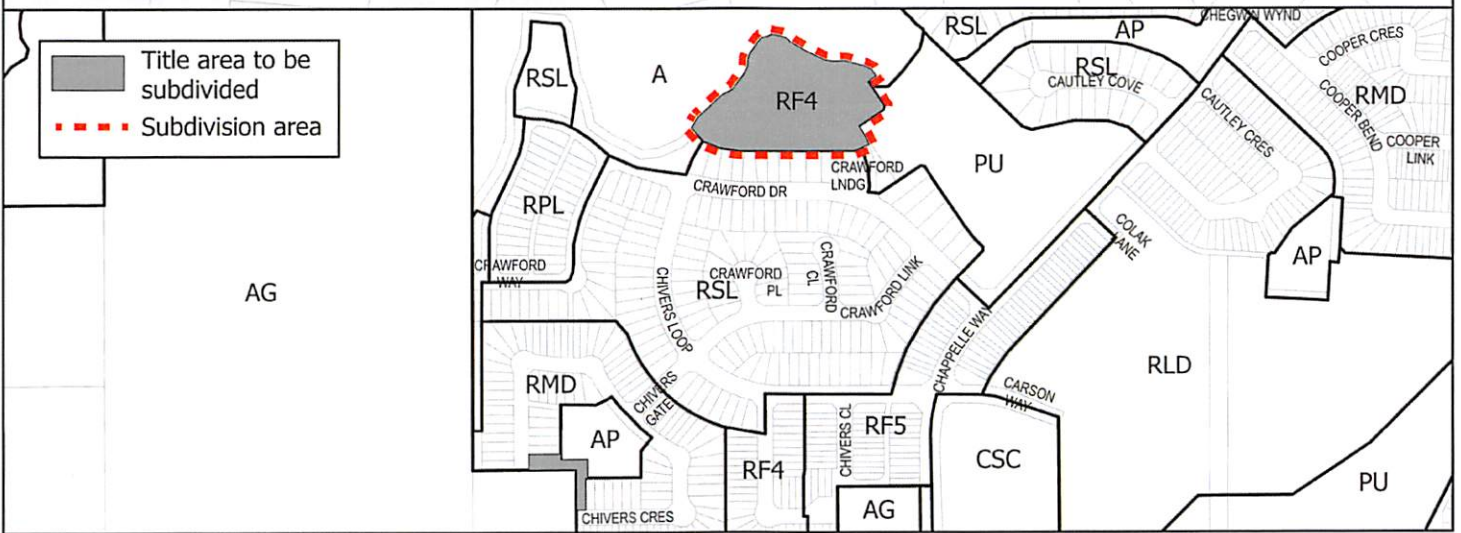 Title area to be
subdivided
Subdivision area
RSL
A
RF4
RSL
AP
CHEGWIN WYND
RSL
CAUTLEY COVE
COOPER CRES
RMD
COOPER BEND
COOPER
LINK
CAUTLEY CRES
PU
CRAWFORD
LNDG
CRAWFORD DR
RPL
CRAWFORD
WAY
AG
CHIVERS LOOP
RSL
CRAWFORD
PL
CRAWFORD
CL
CRAWFORD LINK
COLAK
LANE
AP
CHAPPELLE WAY
RLD
CARSON
WAY
RMD
CHIVERS
GATE
AP
RF4
CHIVERS CL
RF5
CSC
AG
PU
CHIVERS CRES